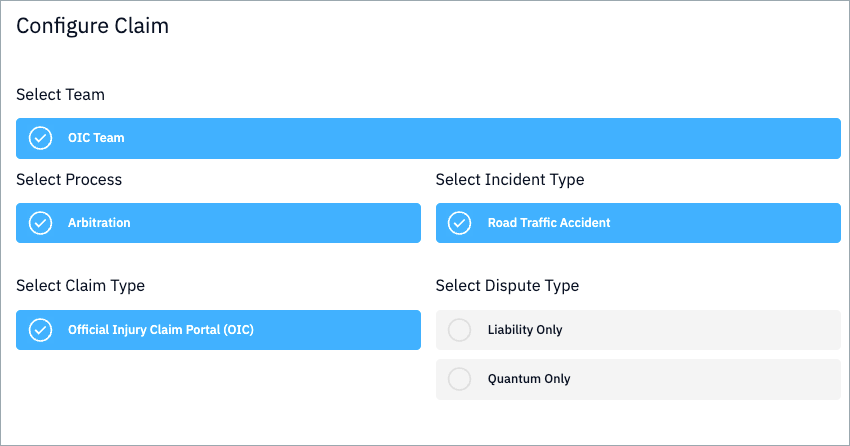 Configure Claim
Select Team
OIC Team
Select Process
Arbitration
Select Incident Type
Road Traffic Accident
Select Claim Type
Official Injury Claim Portal (OIC)
Select Dispute Type
Liability Only
Quantum Only